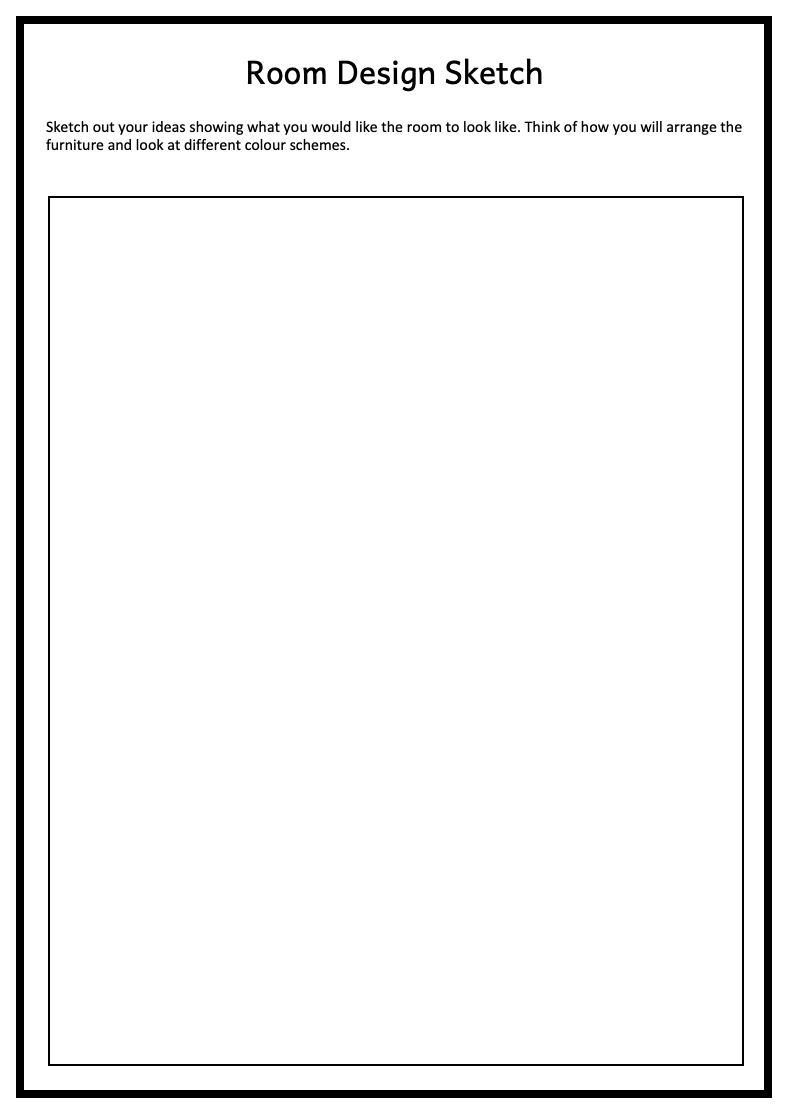 Room Design Sketch
Sketch out your ideas showing what you would like the room to look like. Think of how you will arrange the
furniture and look at different colour schemes.